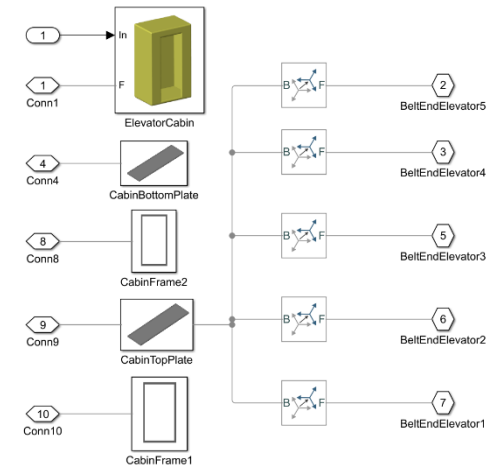 1
In
1
F
Conn1
ElevatorCabin
B
F
2
BeltEndElevator5
4
Conn4
CabinBottomPlate
B
F
3
BeltEndElevator4
8
Conn8
CabinFrame2
B
F
5
BeltEndElevator3
9
Conn9
CabinTopPlate
B
F
6
BeltEndElevator2
10
Conn10
CabinFrame1
B
F
7
BeltEndElevator1